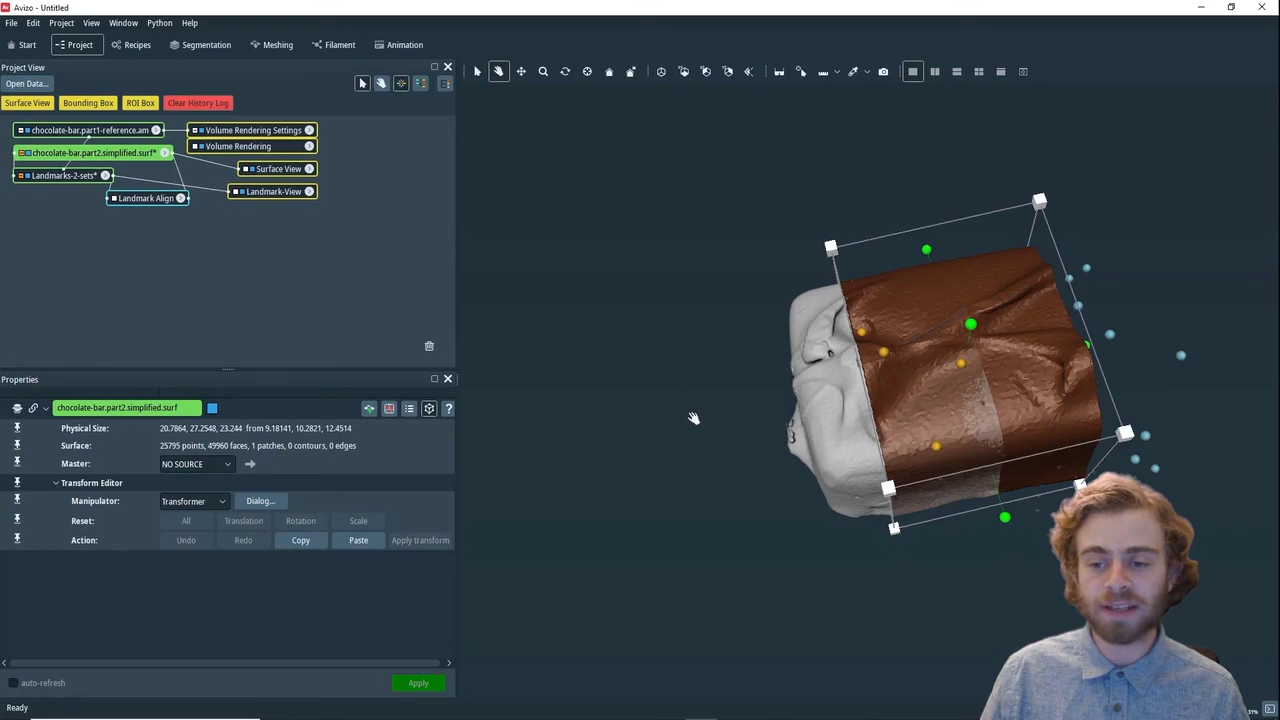 Avizo - Untitled
File Edit Project View Window Python Help
Start Project Recipes Segmentation Meshing Filament Animation
Project View
Open Data...
Surface View Bounding Box ROI Box Clear History Log
chocolate-bar.part1-reference.am Volume Rendering Settings
Volume Rendering
chocolate-bar.part2.simplified.surf*
Surface View
Landmarks-2-sets*
Landmark-View
Landmark Align
Properties
chocolate-bar.part2.simplified.surf
Physical Size: 20.7864, 27.2548, 23.244 from 9.18141, 10.2821, 12.4514
Surface: 25795 points, 49960 faces, 1 patches, 0 contours, 0 edges
Master: NO SOURCE
Transform Editor
Manipulator: Transformer Dialog...
Reset: All Translation Rotation Scale
Action: Undo Redo Copy Paste Apply transform
auto-refresh Apply
Ready
31%